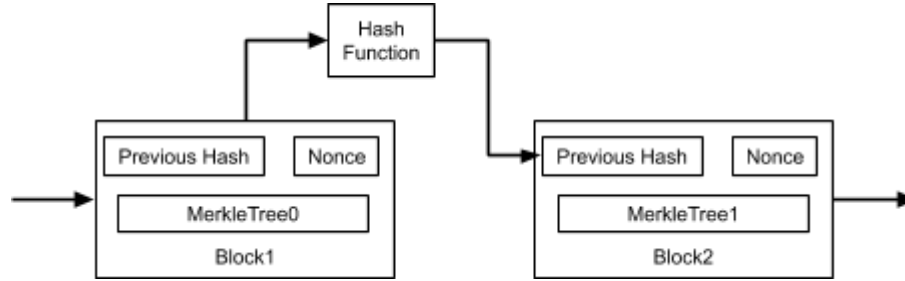 Hash
Function
Previous Hash
Nonce
MerkleTree0
Block1
Previous Hash
Nonce
MerkleTree1
Block2